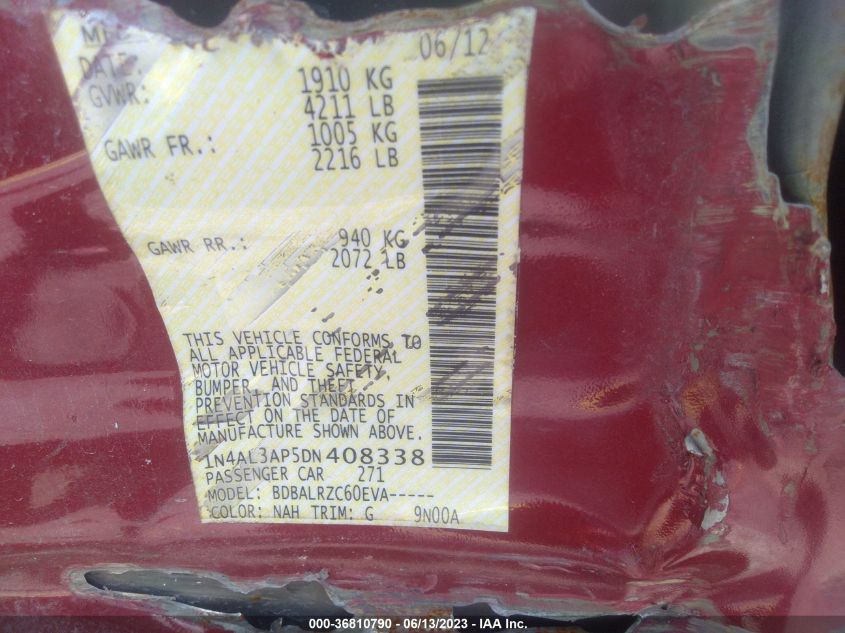 06/12
DATE:
GVWR: 1910 KG
4211 LB
GAWR FR.: 1005 KG
2216 LB
GAWR RR.: 940 KG
2072 LB
THIS VEHICLE CONFORMS TO
ALL APPLICABLE FEDERAL
MOTOR VEHICLE SAFETY,
BUMPER, AND THEFT
PREVENTION STANDARDS IN
EFFECT ON THE DATE OF
MANUFACTURE SHOWN ABOVE.
1N4AL3AP5DN408338
PASSENGER CAR 271
MODEL: BDBALRZC60EVA-----
COLOR: NAH TRIM: G 9N00A
000-36810790 - 06/13/2023 - IAA Inc.